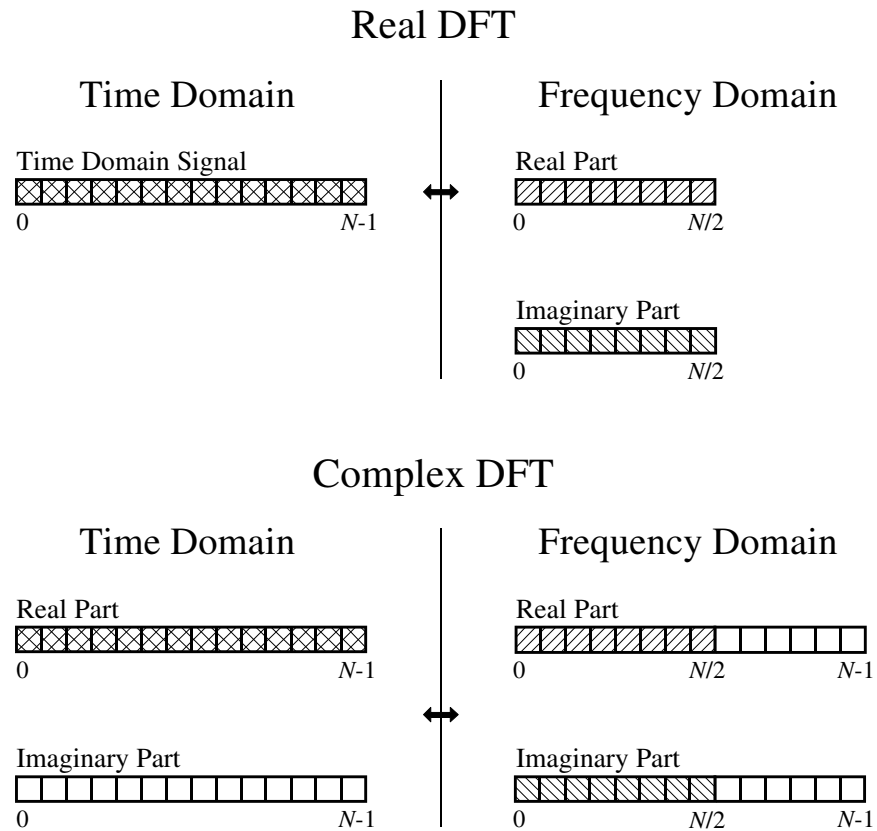 Real DFT
Time Domain
Frequency Domain
Time Domain Signal
0
N-1
Real Part
0
N/2
Imaginary Part
0
N/2
Complex DFT
Time Domain
Frequency Domain
Real Part
0
N-1
Real Part
0
N/2
N-1
Imaginary Part
0
N-1
Imaginary Part
0
N/2
N-1